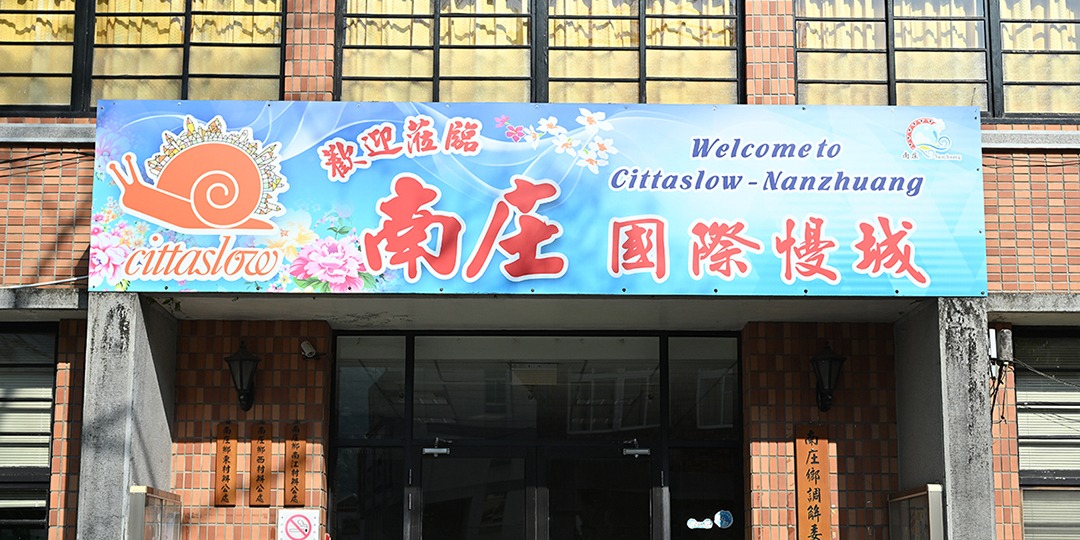 歡迎蒞臨
Welcome to
Cittaslow - Nanzhuang
南庄
南庄 國際慢城
cittaslow
南庄鄉東村辦公處
南庄鄉西村辦公處
南庄鄉南江村辦公處
南庄鄉調解委